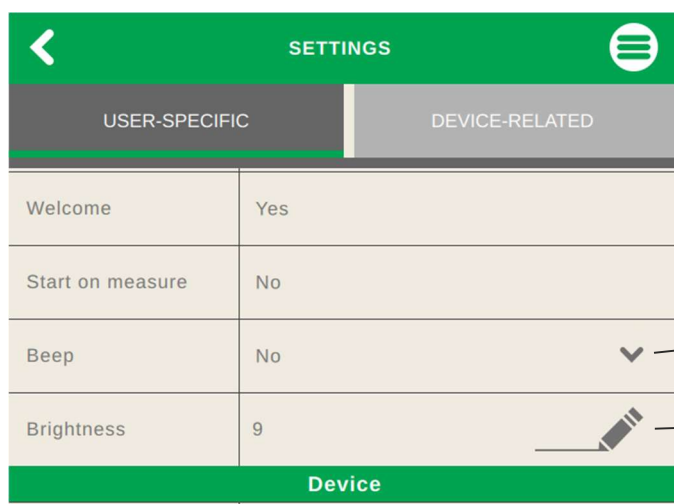 SETTINGS
USER-SPECIFIC DEVICE-RELATED
Welcome Yes
Start on measure No
Beep No
Brightness 9
Device